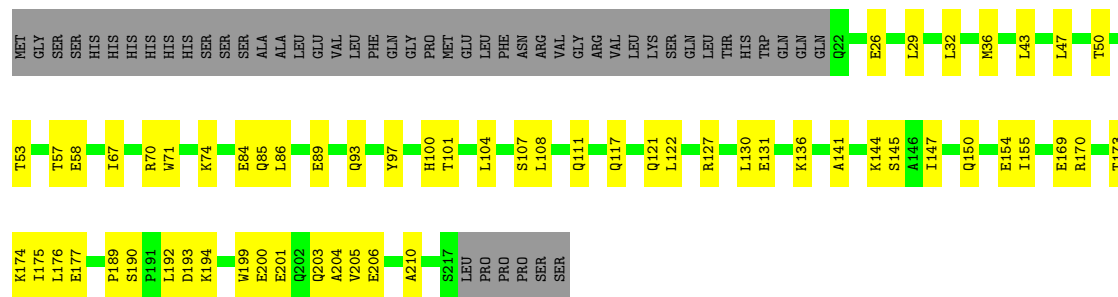 MET GLY SER SER HIS HIS HIS HIS HIS HIS SER SER SER ALA ALA LEU GLU VAL LEU PHE GLN GLY PRO MET GLU LEU PHE ASN ARG VAL GLY ARG VAL LEU LYS SER GLN LEU THR HIS TRP GLN GLN GLN Q22 E26 L29 L32 M36 L43 L47 T50
T53 T57 E58 I67 R70 W71 K74 E84 Q85 L86 E89 Q93 Y97 H100 T101 L104 S107 L108 Q111 Q117 Q121 L122 R127 L130 E131 K136 A141 K144 S145 A146 I147 Q150 E154 I155 E169 R170 T173
K174 I175 L176 E177 P189 S190 P191 L192 D193 K194 W199 E200 E201 Q202 Q203 A204 V205 E206 A210 S217 LEU PRO PRO PRO SER SER